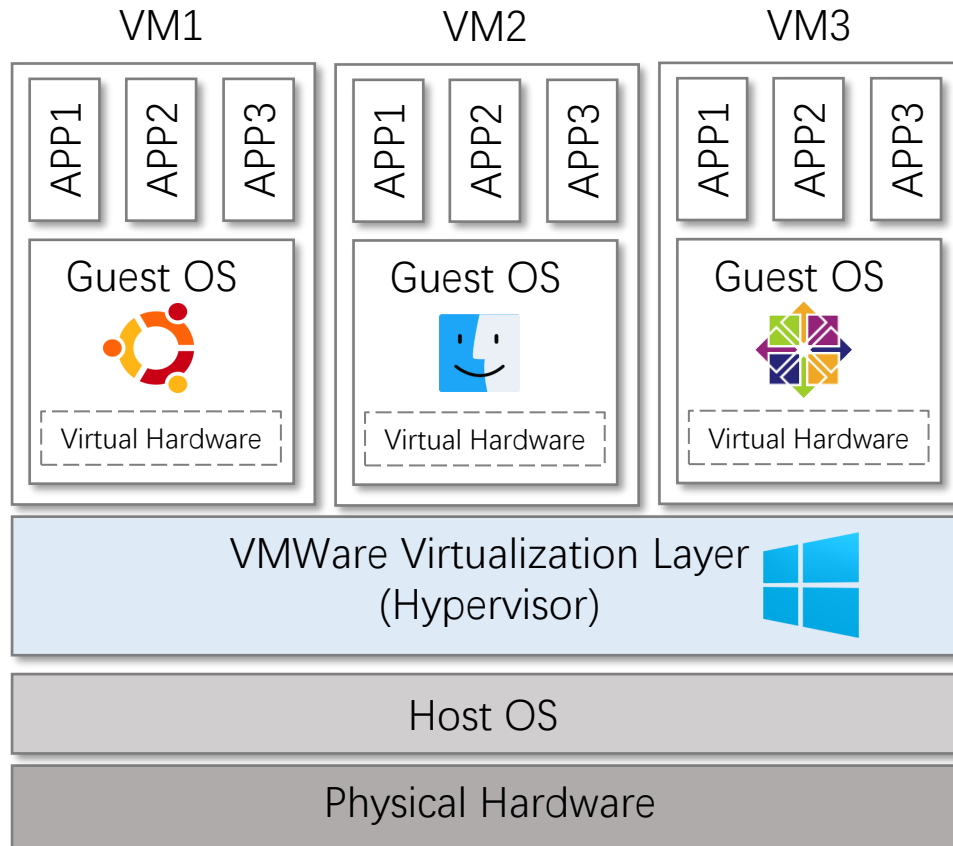 VM1
VM2
VM3
APP1
APP2
APP3
APP1
APP2
APP3
APP1
APP2
APP3
Guest OS
Guest OS
Guest OS
Virtual Hardware
Virtual Hardware
Virtual Hardware
VMWare Virtualization Layer
(Hypervisor)
Host OS
Physical Hardware